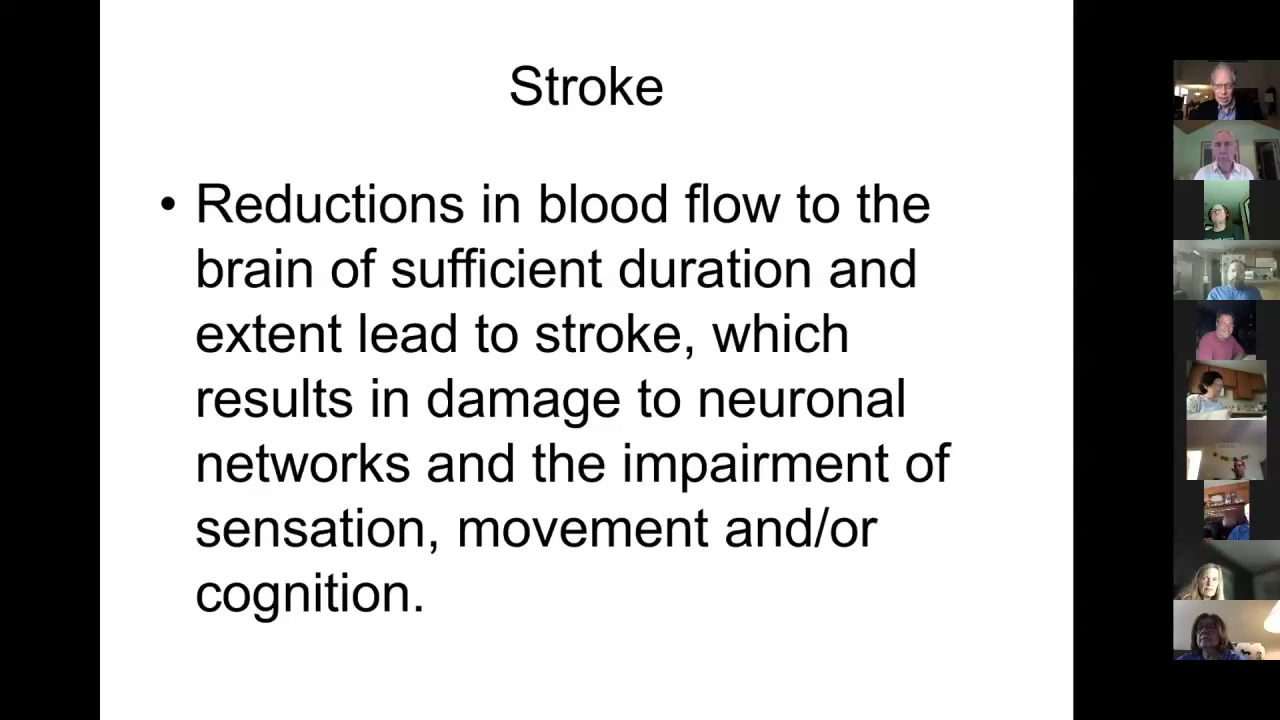 Stroke
• Reductions in blood flow to the
brain of sufficient duration and
extent lead to stroke, which
results in damage to neuronal
networks and the impairment of
sensation, movement and/or
cognition.